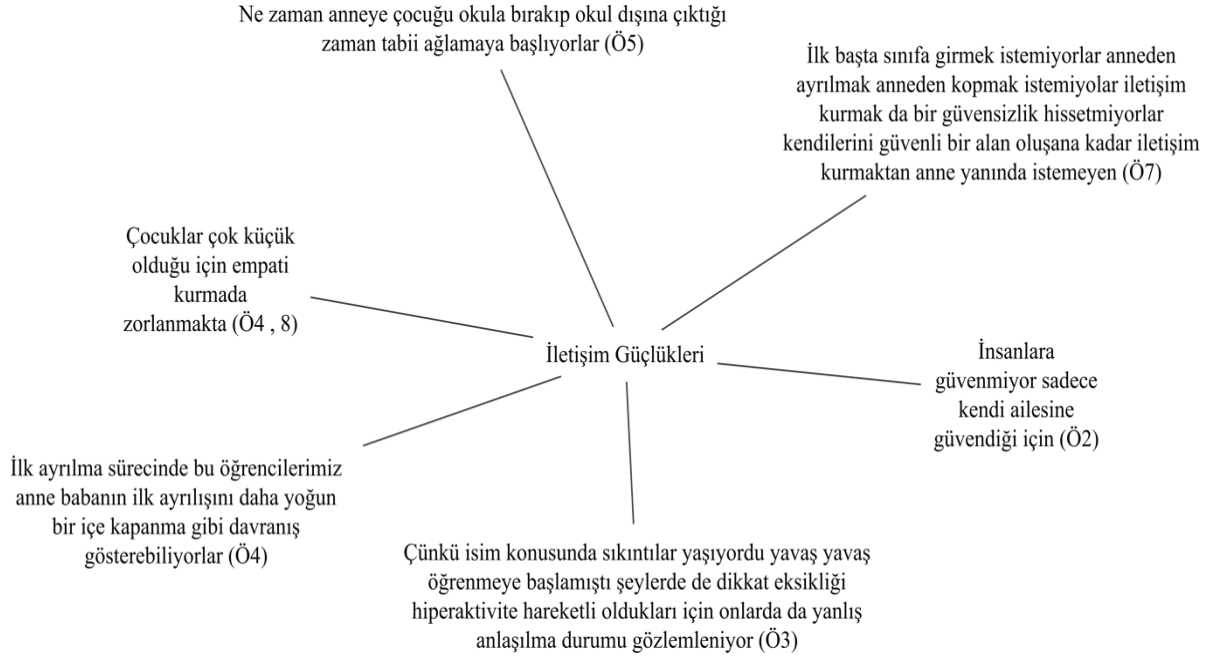 Ne zaman anneye çocuğu okula bırakıp okul dışına çıktığı
zaman tabii ağlamaya başlıyorlar (Ö5)
İlk başta sınıfa girmek istemiyorlar anneden
ayrılmak anneden kopmak istemiyolar iletişim
kurmak da bir güvensizlik hissetmiyorlar
kendilerini güvenli bir alan oluşana kadar iletişim
kurmaktan anne yanında istemeyen (Ö7)
Çocuklar çok küçük
olduğu için empati
kurmada
zorlanmakta (Ö4 , 8)
İletişim Güçlükleri
İnsanlara
güvenmiyor sadece
kendi ailesine
güvendiği için (Ö2)
İlk ayrılma sürecinde bu öğrencilerimiz
anne babanın ilk ayrılışını daha yoğun
bir içe kapanma gibi davranış
gösterebiliyorlar (Ö4)
Çünkü isim konusunda sıkıntılar yaşıyordu yavaş yavaş
öğrenmeye başlamıştı şeylerde de dikkat eksikliği
hiperaktivite hareketli oldukları için onlarda da yanlış
anlaşılma durumu gözlemleniyor (Ö3)